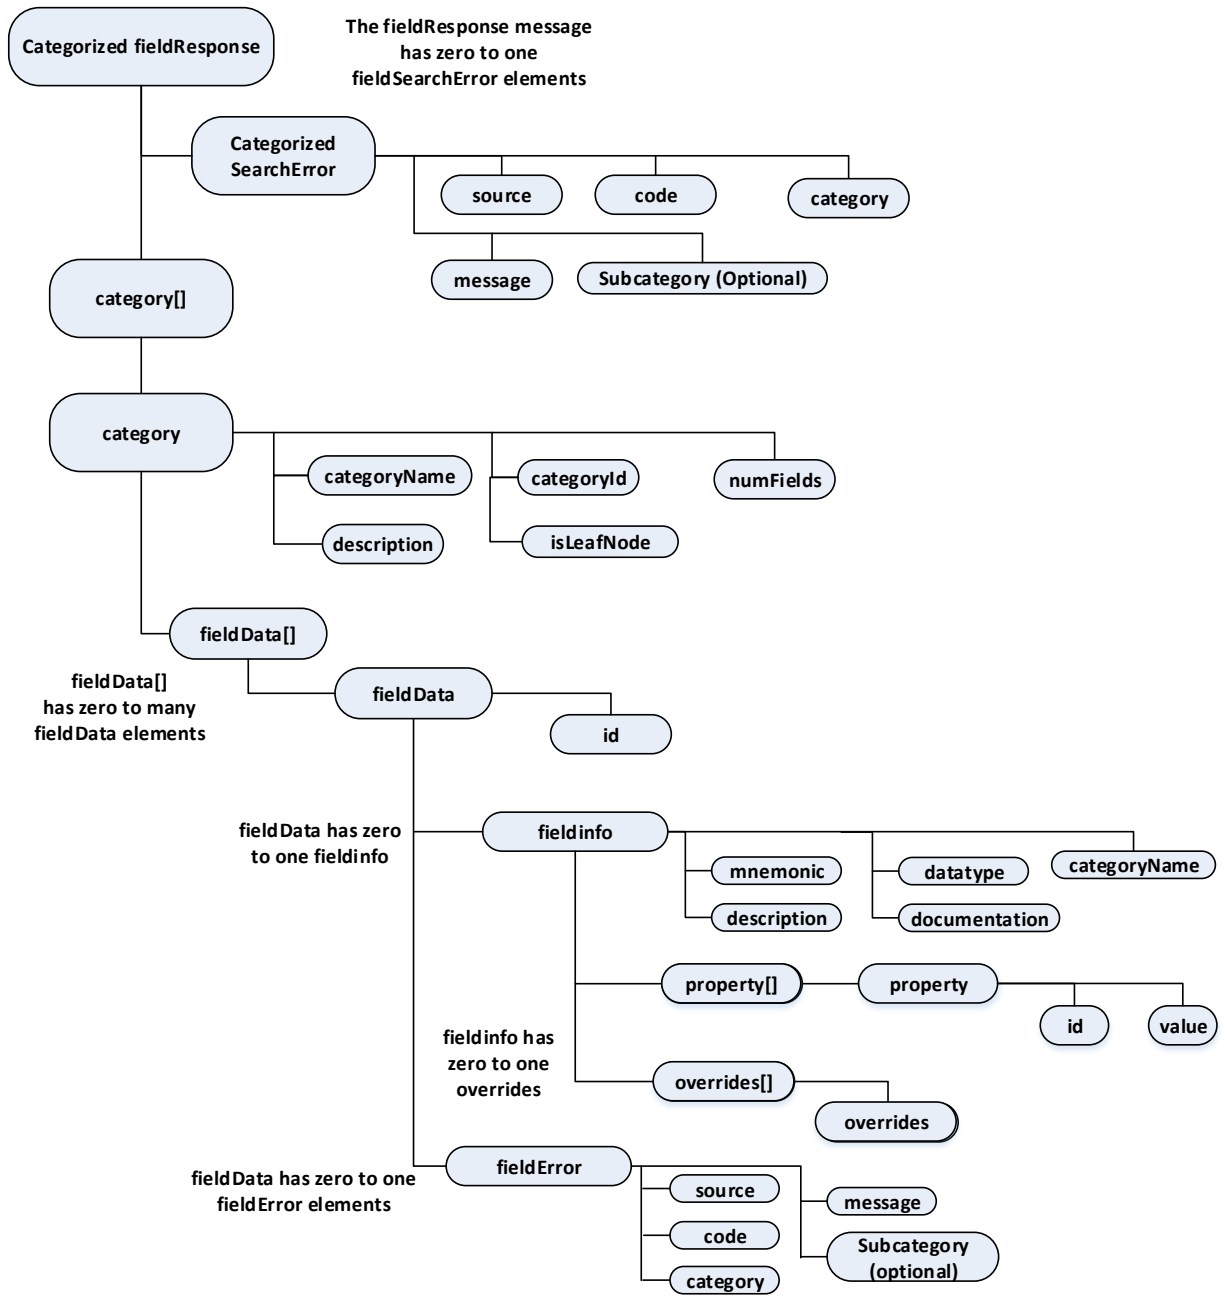 Categorized fieldResponse
The fieldResponse message
has zero to one
fieldSearchError elements
Categorized
SearchError
source
code
category
message
Subcategory (Optional)
category[]
category
categoryName
categoryId
numFields
description
isLeafNode
fieldData[]
fieldData[]
has zero to many
fieldData elements
fieldData
id
fieldData has zero
to one fieldinfo
fieldinfo
mnemonic
datatype
categoryName
description
documentation
property[]
property
id
value
fieldinfo has
zero to one
overrides
overrides[]
overrides
fieldData has zero to one
fieldError elements
fieldError
source
message
code
Subcategory
(optional)
category